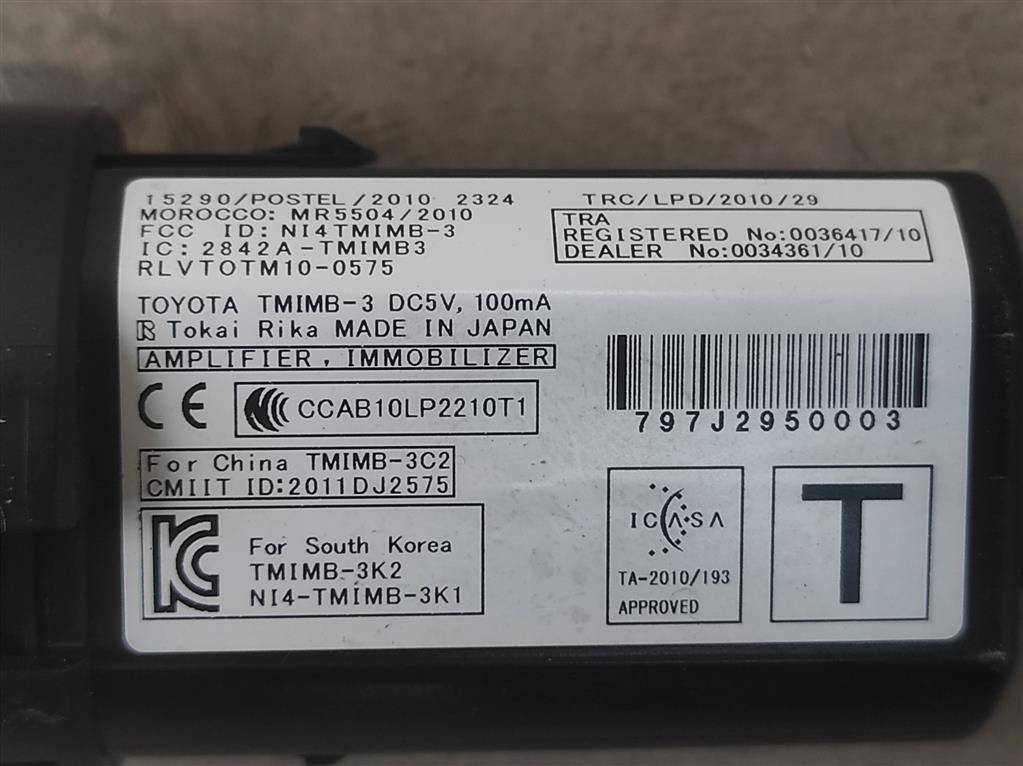 15290/POSTEL/2010 2324
MOROCCO: MR5504/2010
FCC ID: NI4TMIMB-3
IC: 2842A-TMIMB3
RLVTOTM10-0575
TRC/LPD/2010/29
TRA
REGISTERED No:0036417/10
DEALER No:0034361/10
TOYOTA TMIMB-3 DC5V, 100mA
R Tokai Rika MADE IN JAPAN
AMPLIFIER , IMMOBILIZER
CE
CCAB10LP2210T1
797J2950003
For China TMIMB-3C2
CMIIT ID:2011DJ2575
KC
For South Korea
TMIMB-3K2
NI4-TMIMB-3K1
ICASA
TA-2010/193
APPROVED
T